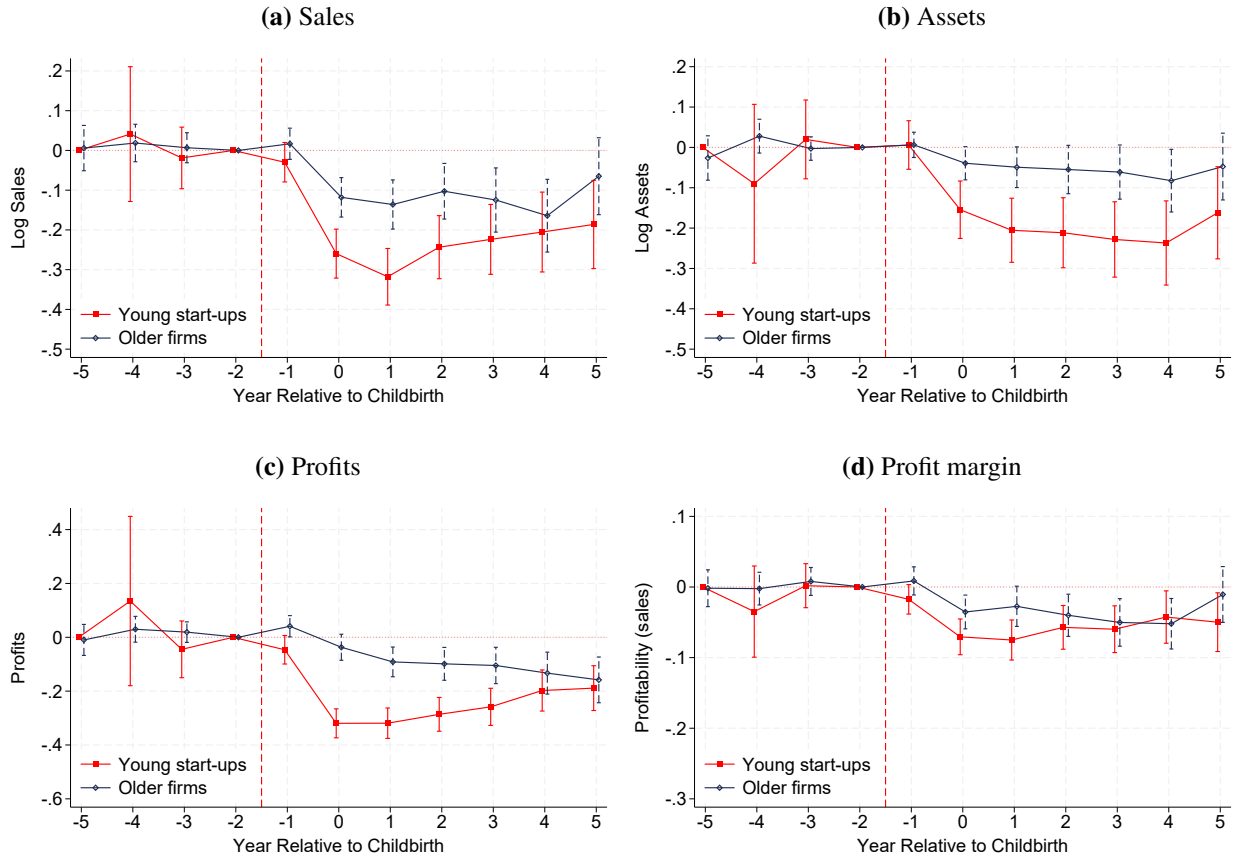 (a) Sales
.2
.1
0
-.1
-.2
-.3
-.4
-.5
Log Sales
Young start-ups
Older firms
-5 -4 -3 -2 -1 0 1 2 3 4 5
Year Relative to Childbirth
(b) Assets
.2
.1
0
-.1
-.2
-.3
-.4
-.5
Log Assets
Young start-ups
Older firms
-5 -4 -3 -2 -1 0 1 2 3 4 5
Year Relative to Childbirth
(c) Profits
.4
.2
0
-.2
-.4
-.6
Profits
Young start-ups
Older firms
-5 -4 -3 -2 -1 0 1 2 3 4 5
Year Relative to Childbirth
(d) Profit margin
.1
0
-.1
-.2
-.3
Profitability (sales)
Young start-ups
Older firms
-5 -4 -3 -2 -1 0 1 2 3 4 5
Year Relative to Childbirth